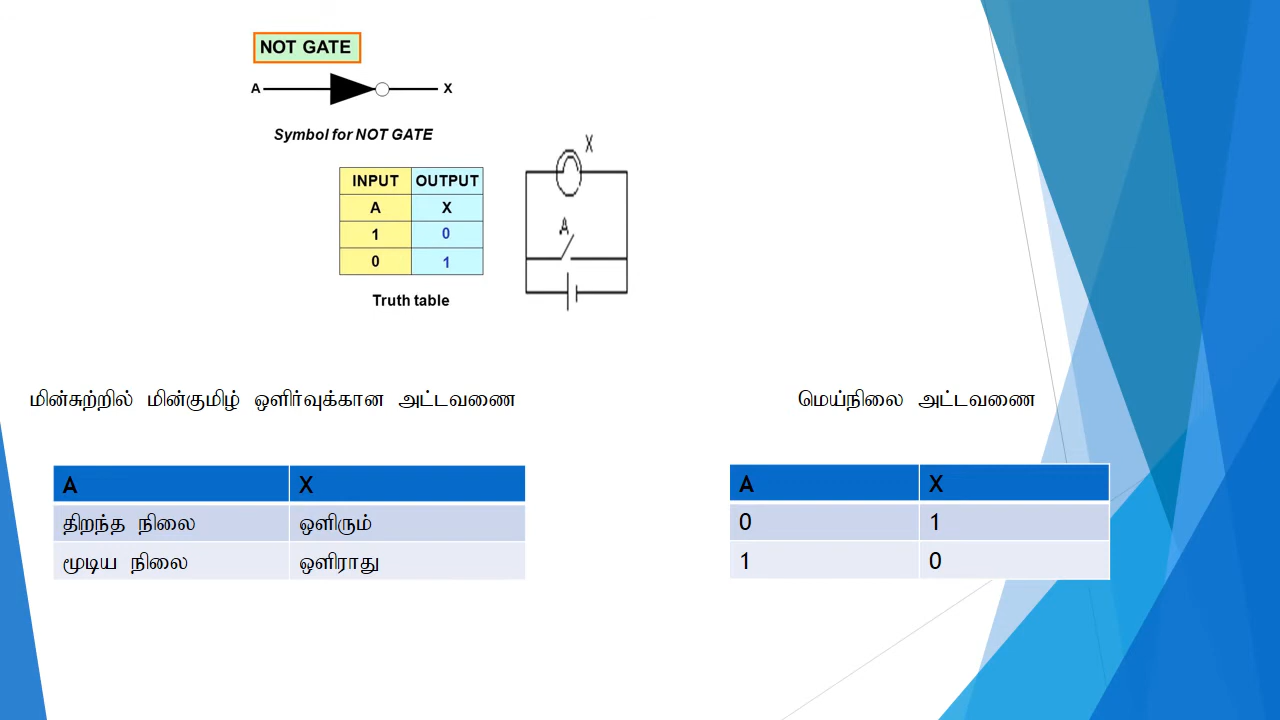 NOT GATE
A X
Symbol for NOT GATE
X
INPUT OUTPUT
A X
1 0
0 1
A
Truth table
மின்சுற்றில் மின்குமிழ் ஒளிர்வுக்கான அட்டவணை
மெய்நிலை அட்டவணை
A X
திறந்த நிலை ஒளிரும்
மூடிய நிலை ஒளிராது
A X
0 1
1 0